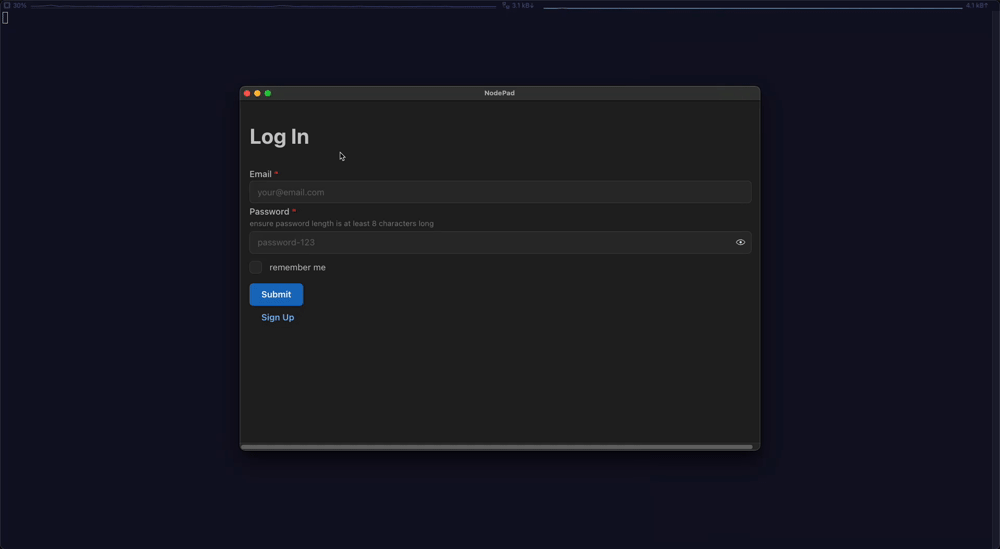 30%
3.1 kB↓
4.1 kB↑
NodePad
Log In
Email *
your@email.com
Password *
ensure password length is at least 8 characters long
password-123
remember me
Submit
Sign Up